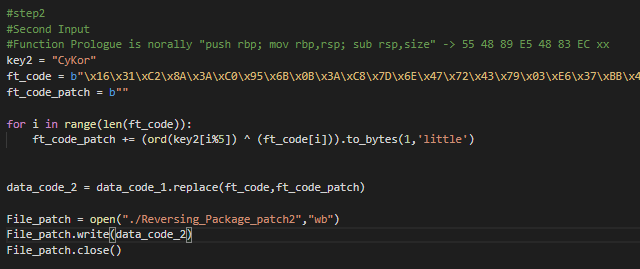 #step2
#Second Input
#Function Prologue is norally "push rbp; mov rbp,rsp; sub rsp,size" -> 55 48 89 E5 48 83 EC xx
key2 = "CyKor"
ft_code = b"\x16\x31\xC2\x8A\x3A\xC0\x95\x6B\x0B\x3A\xC8\x7D\x6E\x47\x72\x43\x79\x03\xE6\x37\xBB\x4
ft_code_patch = b""
for i in range(len(ft_code)):
ft_code_patch += (ord(key2[i%5]) ^ (ft_code[i])).to_bytes(1,'little')
data_code_2 = data_code_1.replace(ft_code,ft_code_patch)
File_patch = open("./Reversing_Package_patch2","wb")
File_patch.write(data_code_2)
File_patch.close()